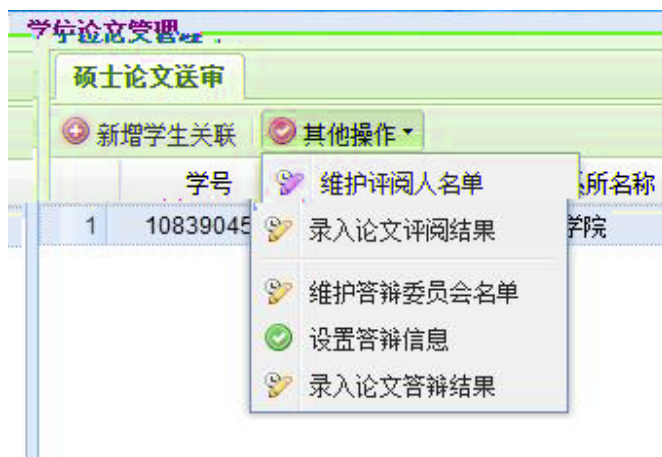 学位论文管理
硕士论文送审
新增学生关联 其他操作
学号 所名称
1 10839045 学院
维护评阅人名单
录入论文评阅结果
维护答辩委员会名单
设置答辩信息
录入论文答辩结果